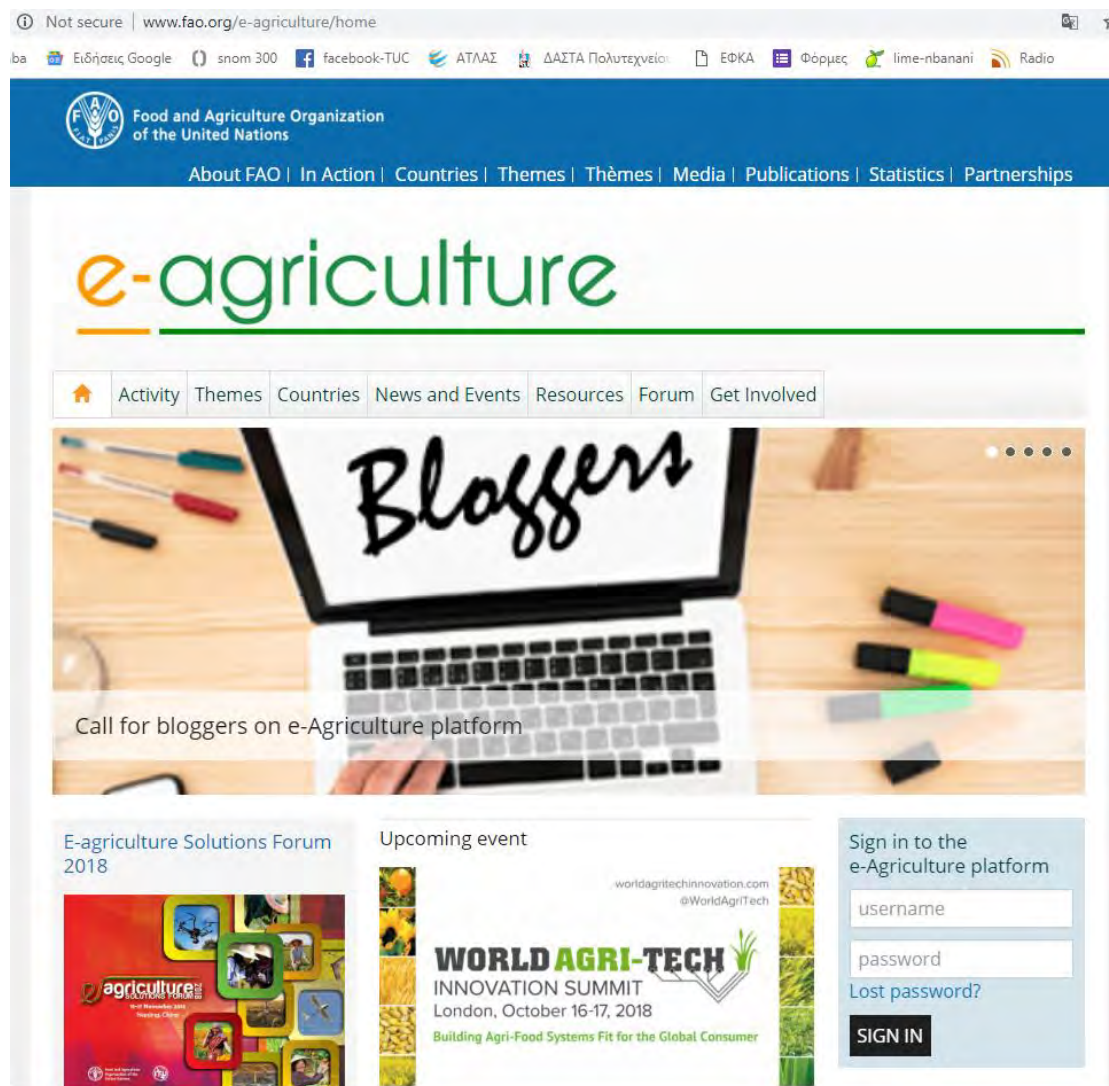 Not secure | www.fao.org/e-agriculture/home
ba Ειδήσεις Google snom 300 facebook-TUC ΑΤΛΑΣ ΔΑΣΤΑ Πολυτεχνείο ΕΦΚΑ Φόρμες lime-nbanani Radio
Food and Agriculture Organization
of the United Nations
About FAO | In Action | Countries | Themes | Thèmes | Media | Publications | Statistics | Partnerships
e-agriculture
Activity Themes Countries News and Events Resources Forum Get Involved
Bloggers
Call for bloggers on e-Agriculture platform
E-agriculture Solutions Forum
2018
agriculture
SOLUTIONS FORUM 2018
Upcoming event
worldagritechinnovation.com
@WorldAgriTech
WORLD AGRI-TECH
INNOVATION SUMMIT
London, October 16-17, 2018
Building Agri-Food Systems Fit for the Global Consumer
Sign in to the
e-Agriculture platform
username
password
Lost password?
SIGN IN